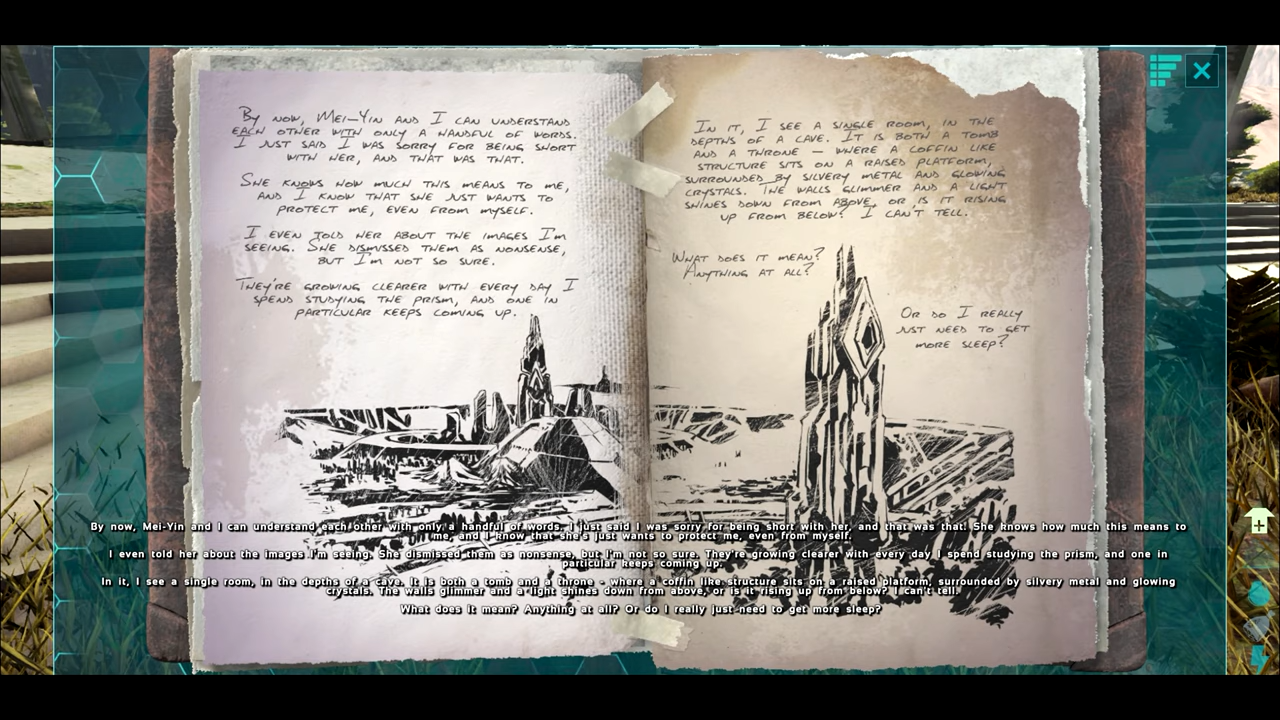 By now, Mei-Yin and I can understand
each other with only a handful of words.
I just said I was sorry for being short
with her, and that was that.
She knows how much this means to me,
and I know that she just wants to
protect me, even from myself.
I even told her about the images I'm
seeing. She dismissed them as nonsense,
but I'm not so sure.
They're growing clearer with every day I
spend studying the prism, and one in
particular keeps coming up.
In it, I see a single room, in the
depths of a cave. It is both a tomb
and a throne – where a coffin like
structure sits on a raised platform,
surrounded by silvery metal and glowing
crystals. The walls glimmer and a light
shines down from above, or is it rising
up from below? I can't tell.
What does it mean?
Anything at all?
Or do I really
just need to get
more sleep?
By now, Mei-Yin and I can understand each other with only a handful of words. I just said I was sorry for being short with her, and that was that! She knows how much this means to
me, and I know that she's just wants to protect me, even from myself.
I even told her about the images I'm seeing. She dismissed them as nonsense, but I'm not so sure. They're growing clearer with every day I spend studying the prism, and one in
particular keeps coming up.
In it, I see a single room, in the depths of a cave. It is both a tomb and a throne - where a coffin like structure sits on a raised platform, surrounded by silvery metal and glowing
crystals. The walls glimmer and a light shines down from above, or is it rising up from below? I can't tell.
What does it mean? Anything at all? Or do I really just need to get more sleep?